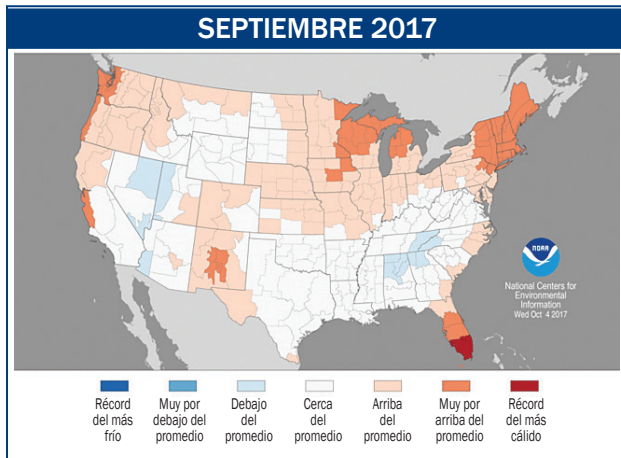 SEPTIEMBRE 2017
NOAA
National Centers for
Environmental
Information
Wed Oct 4 2017
Récord
del más
frío
Muy por
debajo del
promedio
Debajo
del
promedio
Cerca
del
promedio
Arriba
del
promedio
Muy por
arriba del
promedio
Récord
del más
cálido